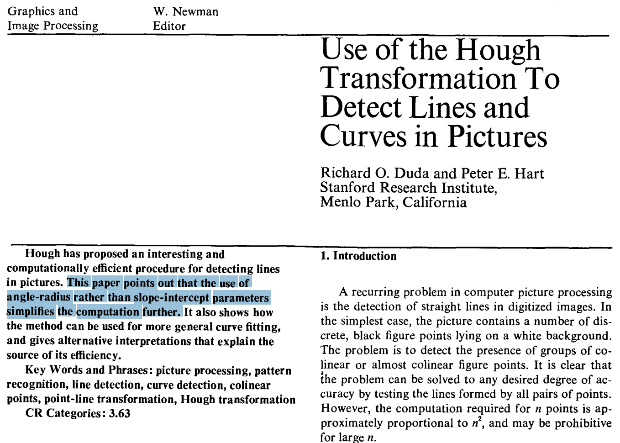 Graphics and
Image Processing
W. Newman
Editor
Use of the Hough
Transformation To
Detect Lines and
Curves in Pictures
Richard O. Duda and Peter E. Hart
Stanford Research Institute,
Menlo Park, California
Hough has proposed an interesting and
computationally efficient procedure for detecting lines
in pictures. This paper points out that the use of
angle-radius rather than slope-intercept parameters
simplifies the computation further. It also shows how
the method can be used for more general curve fitting,
and gives alternative interpretations that explain the
source of its efficiency.
Key Words and Phrases: picture processing, pattern
recognition, line detection, curve detection, colinear
points, point-line transformation, Hough transformation
CR Categories: 3.63
1. Introduction
A recurring problem in computer picture processing
is the detection of straight lines in digitized images. In
the simplest case, the picture contains a number of dis-
crete, black figure points lying on a white background.
The problem is to detect the presence of groups of co-
linear or almost colinear figure points. It is clear that
the problem can be solved to any desired degree of ac-
curacy by testing the lines formed by all pairs of points.
However, the computation required for n points is ap-
proximately proportional to n², and may be prohibitive
for large n.